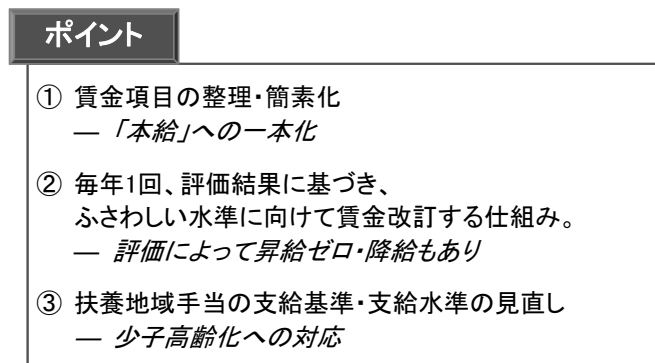 ポイント
① 賃金項目の整理・簡素化
― 「本給」への一本化
② 毎年1回、評価結果に基づき、
ふさわしい水準に向けて賃金改訂する仕組み。
― 評価によって昇給ゼロ・降給もあり
③ 扶養地域手当の支給基準・支給水準の見直し
― 少子高齢化への対応